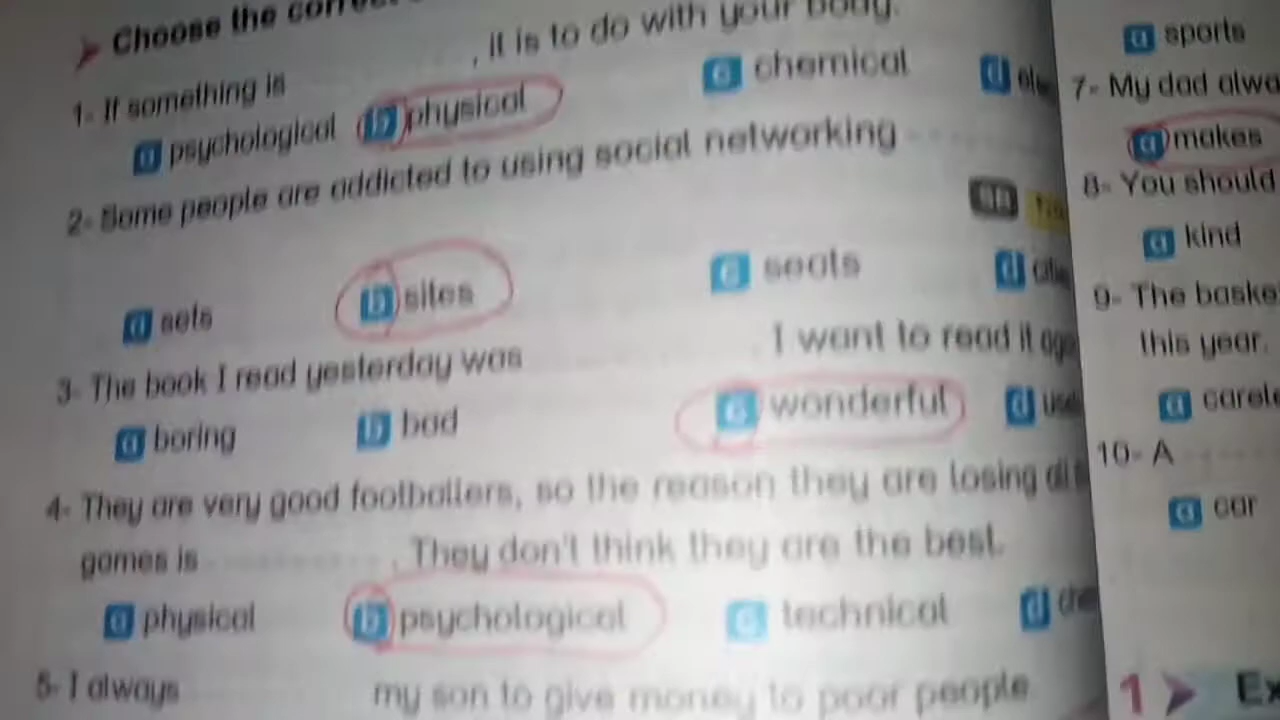 Choose the
1- If something is , it is to do with your body.
a psychological b physical c chemical d
2- Some people are addicted to using social networking
a sets b sites c seats d
3- The book I read yesterday was I want to read it
a boring b bad c wonderful d
4- They are very good footballers, so the reason they are losing all
games is . They don't think they are the best.
a physical b psychological c technical d
5- I always my son to give money to poor people
a sports
7- My dad
a makes
8- You should
a kind
9- The
this year.
a
10- A
a car
1